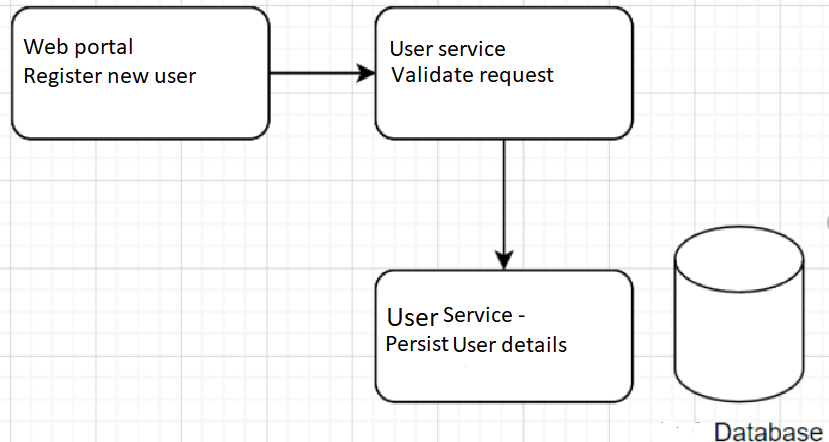 Web portal
Register new user
User service
Validate request
User Service -
Persist User details
Database